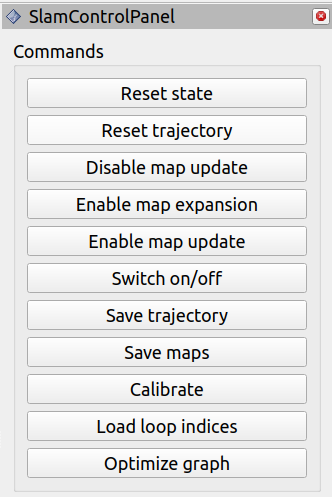 SlamControlPanel
Commands
Reset state
Reset trajectory
Disable map update
Enable map expansion
Enable map update
Switch on/off
Save trajectory
Save maps
Calibrate
Load loop indices
Optimize graph